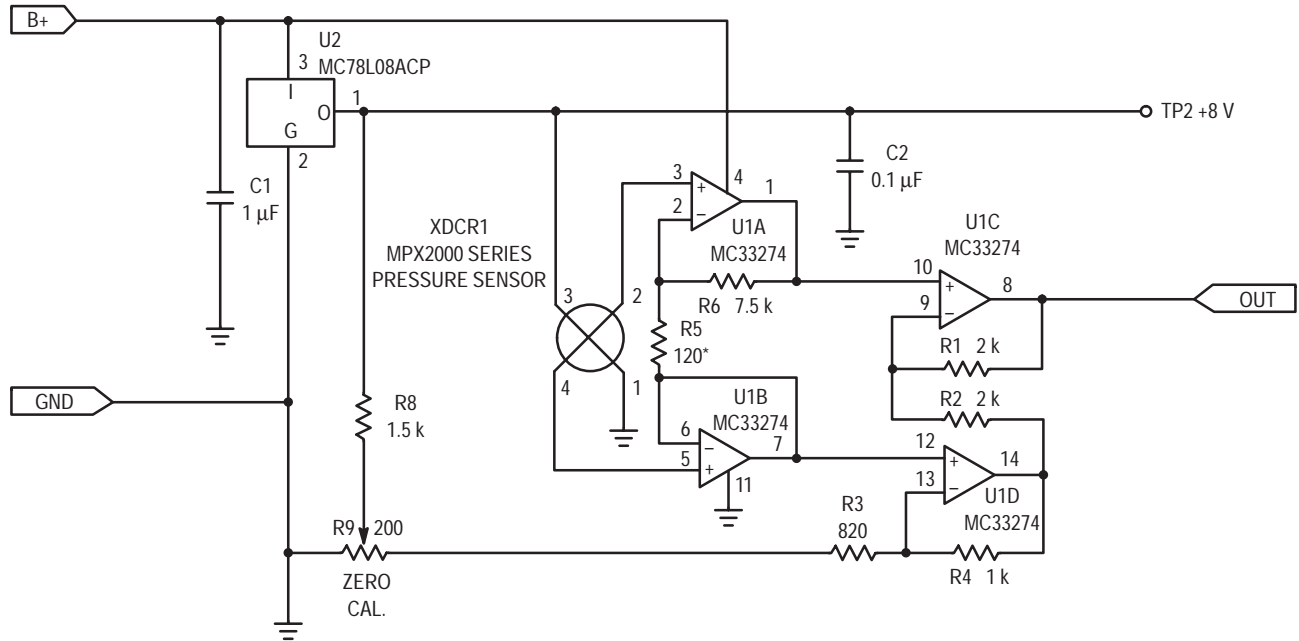 B+
U2
MC78L08ACP
3
I
O
G
1
2
TP2 +8 V
C1
1 µF
C2
0.1 µF
XDCR1
MPX2000 SERIES
PRESSURE SENSOR
3
2
4
1
3
2
+
–
4
1
U1A
MC33274
R6 7.5 k
R5
120*
U1B
MC33274
6
5
–
+
7
11
U1C
MC33274
10
9
+
–
8
OUT
R1 2 k
R2 2 k
12
13
+
–
14
U1D
MC33274
R3
820
R4 1 k
GND
R8
1.5 k
R9 200
ZERO
CAL.